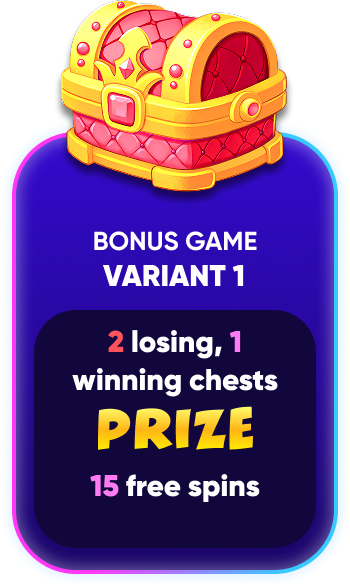 BONUS GAME
VARIANT 1
2 losing, 1
winning chests
PRIZE
15 free spins